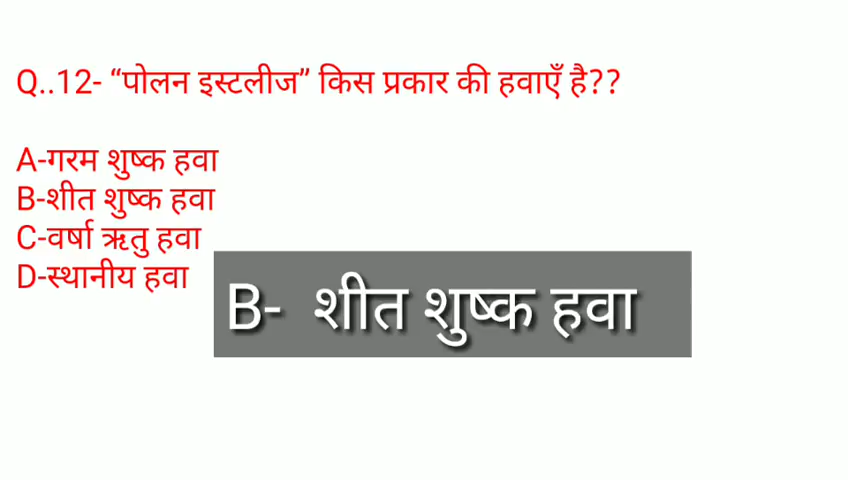 Q..12- “पोलन इस्टलीज” किस प्रकार की हवाएँ है??
A-गरम शुष्क हवा
B-शीत शुष्क हवा
C-वर्षा ऋतु हवा
D-स्थानीय हवा
B- शीत शुष्क हवा